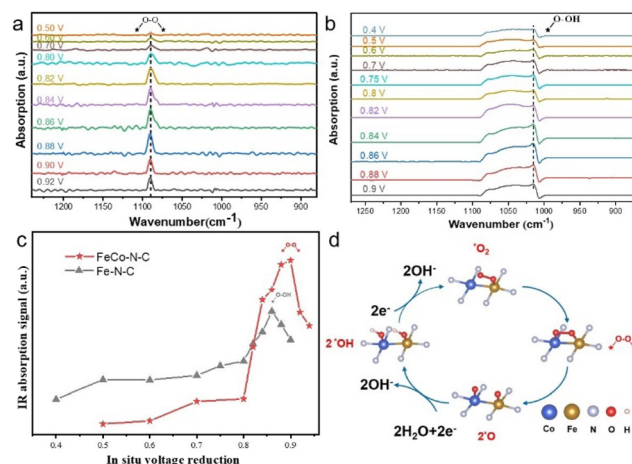 a
O-O
0.50 V
0.60 V
0.70 V
0.80 V
0.82 V
0.84 V
0.86 V
0.88 V
0.90 V
0.92 V
Absorption (a.u.)
1200 1150 1100 1050 1000 950 900
Wavenumber(cm⁻¹)
b
O-OH
0.4 V
0.5 V
0.6 V
0.7 V
0.75 V
0.8 V
0.82 V
0.84 V
0.86 V
0.88 V
0.9 V
Absorption (a.u.)
1250 1200 1150 1100 1050 1000 950 900
Wavenumber(cm⁻¹)
c
FeCo-N-C
Fe-N-C
O-O
O-OH
IR absorption signal (a.u.)
0.4 0.5 0.6 0.7 0.8 0.9
In situ voltage reduction
d
*O₂
2OH⁻
2e⁻
2*OH
2OH⁻
2H₂O+2e⁻
2*O
Co Fe N O H